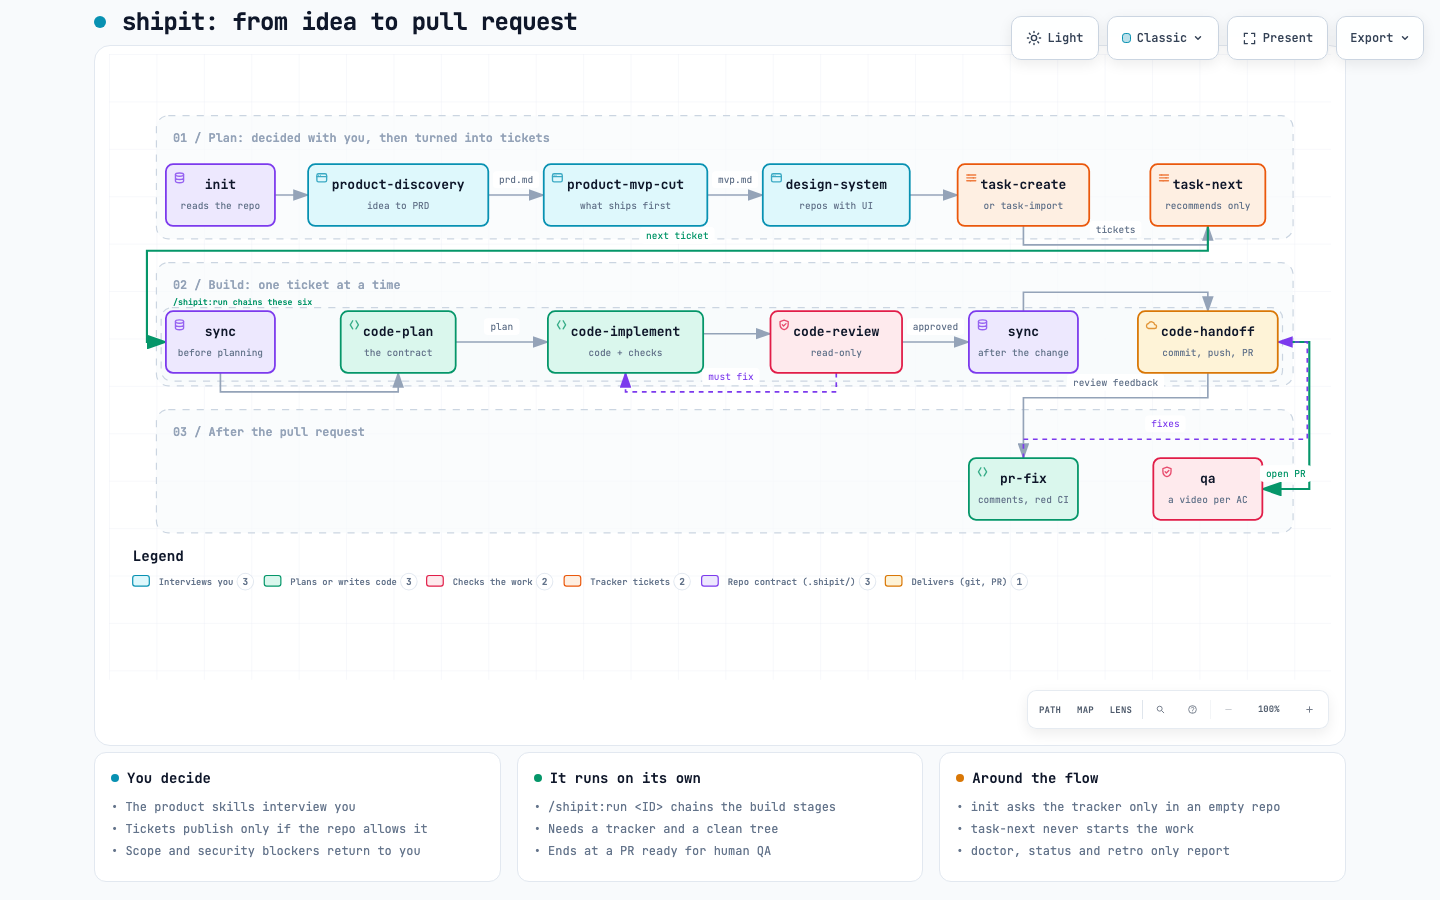 shipit: from idea to pull request
Light
Classic
Present
Export
01 / Plan: decided with you, then turned into tickets
init
reads the repo
product-discovery
idea to PRD
prd.md
product-mvp-cut
what ships first
mvp.md
design-system
repos with UI
task-create
or task-import
task-next
recommends only
tickets
next ticket
02 / Build: one ticket at a time
/shipit:run chains these six
sync
before planning
code-plan
the contract
plan
code-implement
code + checks
code-review
read-only
approved
sync
after the change
code-handoff
commit, push, PR
must fix
review feedback
03 / After the pull request
fixes
pr-fix
comments, red CI
qa
a video per AC
open PR
Legend
Interviews you 3
Plans or writes code 3
Checks the work 2
Tracker tickets 2
Repo contract (.shipit/) 3
Delivers (git, PR) 1
PATH
MAP
LENS
100%
You decide
• The product skills interview you
• Tickets publish only if the repo allows it
• Scope and security blockers return to you
It runs on its own
• /shipit:run <ID> chains the build stages
• Needs a tracker and a clean tree
• Ends at a PR ready for human QA
Around the flow
• init asks the tracker only in an empty repo
• task-next never starts the work
• doctor, status and retro only report